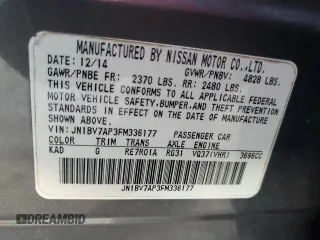 MANUFACTURED BY NISSAN MOTOR CO.,LTD.
DATE: 12/14 GVWR/PNBV: 4828 LBS.
GAWR/PNBE FR: 2370 LBS. RR: 2480 LBS.
THIS VEHICLE CONFORMS TO ALL APPLICABLE FEDERAL
MOTOR VEHICLE SAFETY,BUMPER,AND THEFT PREVENTION
STANDARDS IN EFFECT ON THE DATE OF MANUFACTURE
SHOWN ABOVE.
VIN: JN1BV7AP3FM336177 PASSENGER CAR
COLOR TRIM TRANS AXLE ENGINE
KAD G RE7R01A RG31 VQ37(VHR) 3696CC
JN1BV7AP3FM336177
© IDRIVEANDBID